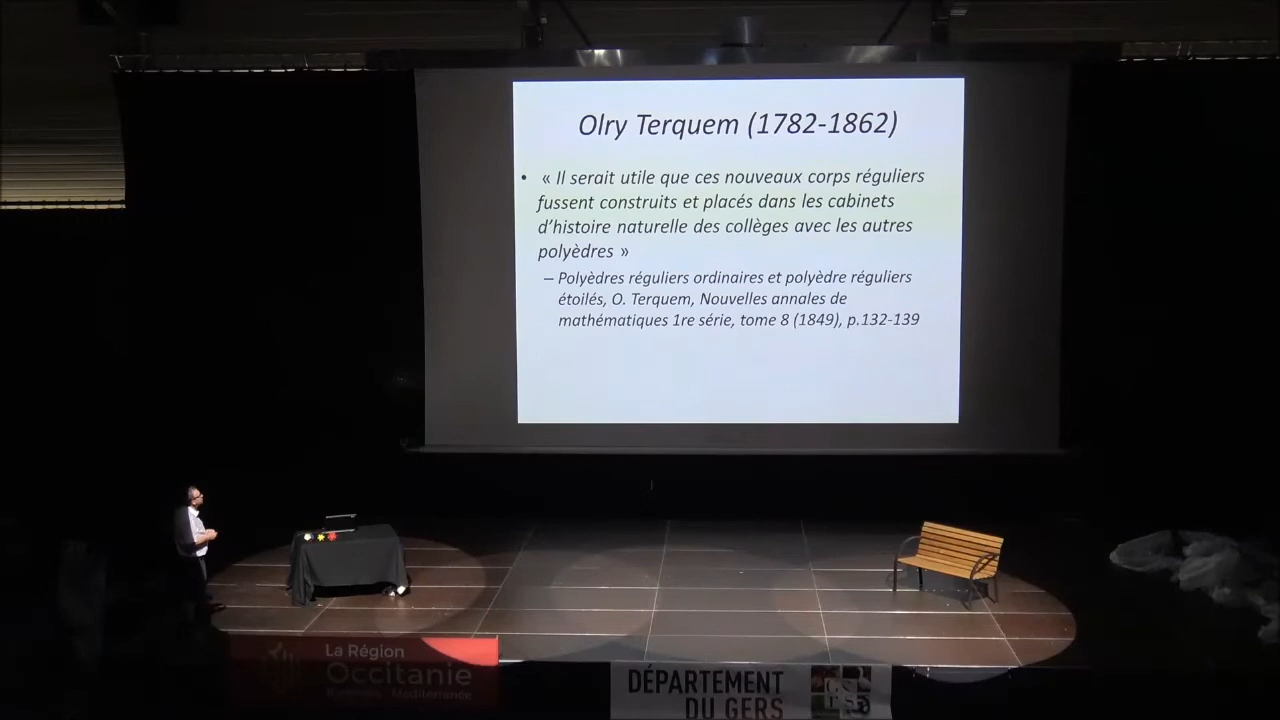 Olry Terquem (1782-1862)
• « Il serait utile que ces nouveaux corps réguliers
fussent construits et placés dans les cabinets
d’histoire naturelle des collèges avec les autres
polyèdres »
– Polyèdres réguliers ordinaires et polyèdre réguliers
étoilés, O. Terquem, Nouvelles annales de
mathématiques 1re série, tome 8 (1849), p.132-139
La Région
Occitanie
Pyrénées - Méditerranée
DÉPARTEMENT
DU GERS